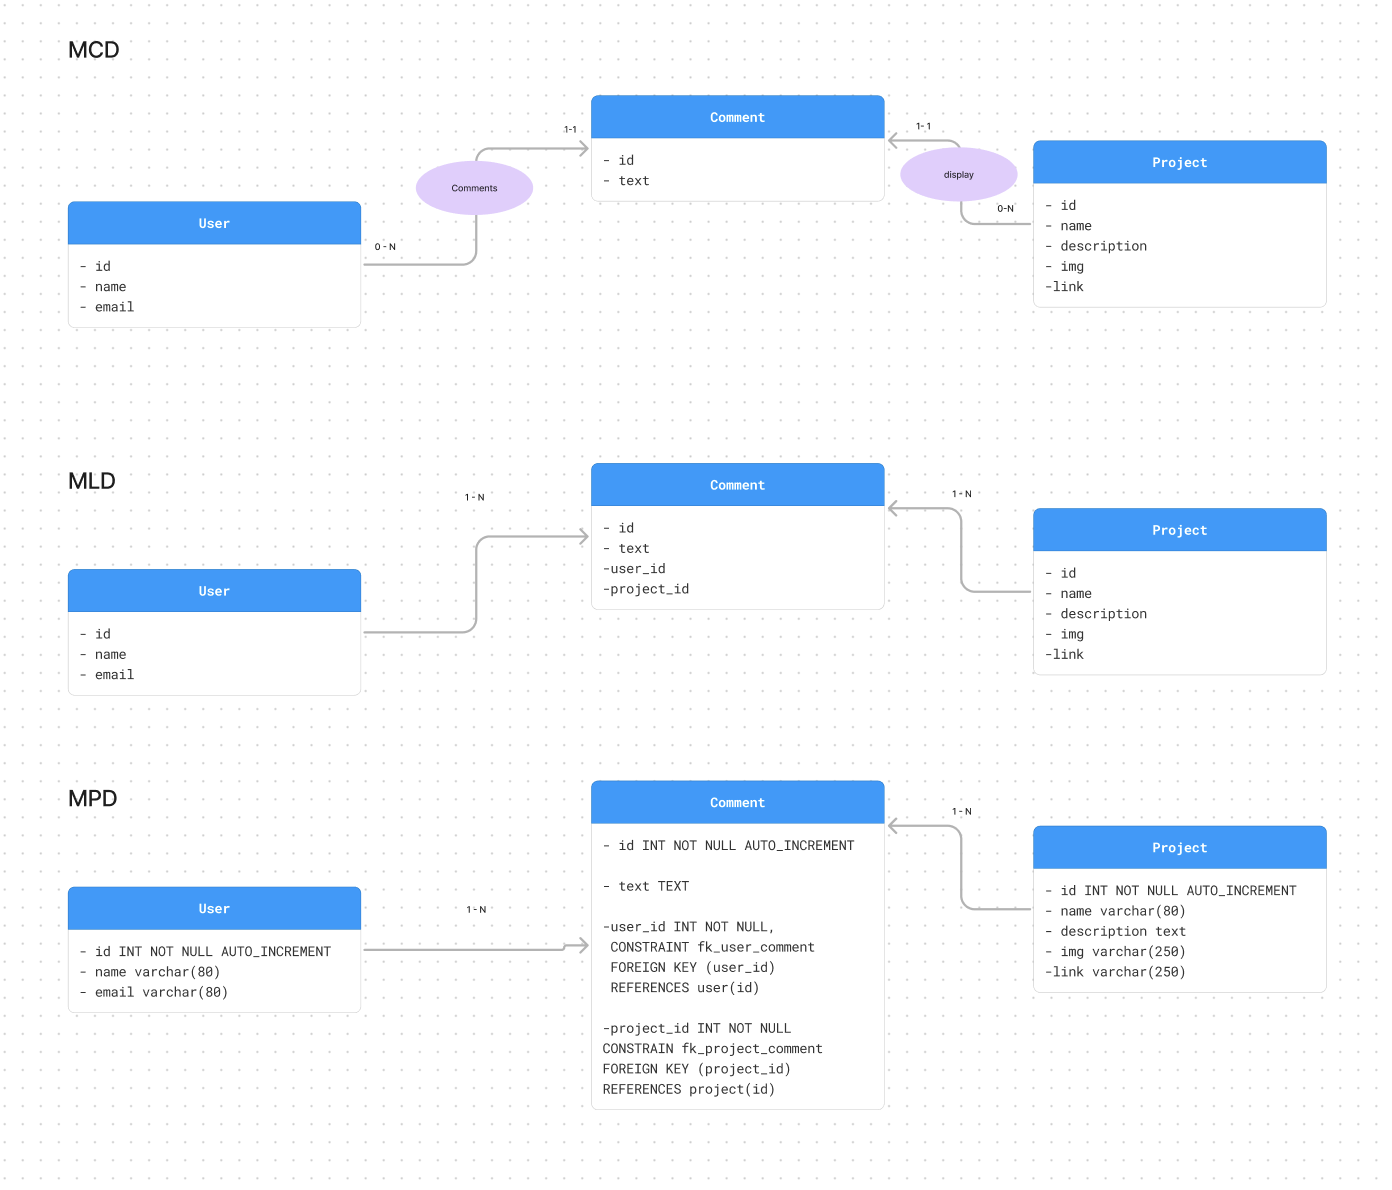 MCD
Comment
- id
- text
1-1
1- 1
Comments
display
Project
- id
- name
- description
- img
-link
0-N
User
- id
- name
- email
0 - N
MLD
1 - N
Comment
- id
- text
-user_id
-project_id
1 - N
Project
- id
- name
- description
- img
-link
User
- id
- name
- email
MPD
Comment
- id INT NOT NULL AUTO_INCREMENT
- text TEXT
-user_id INT NOT NULL,
CONSTRAINT fk_user_comment
FOREIGN KEY (user_id)
REFERENCES user(id)
-project_id INT NOT NULL
CONSTRAIN fk_project_comment
FOREIGN KEY (project_id)
REFERENCES project(id)
1 - N
Project
- id INT NOT NULL AUTO_INCREMENT
- name varchar(80)
- description text
- img varchar(250)
-link varchar(250)
User
- id INT NOT NULL AUTO_INCREMENT
- name varchar(80)
- email varchar(80)
1 - N